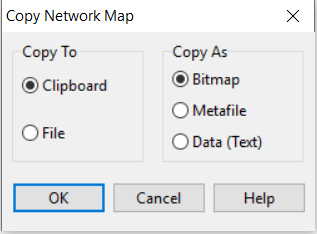 Copy Network Map
Copy To
Clipboard
File
Copy As
Bitmap
Metafile
Data (Text)
OK
Cancel
Help